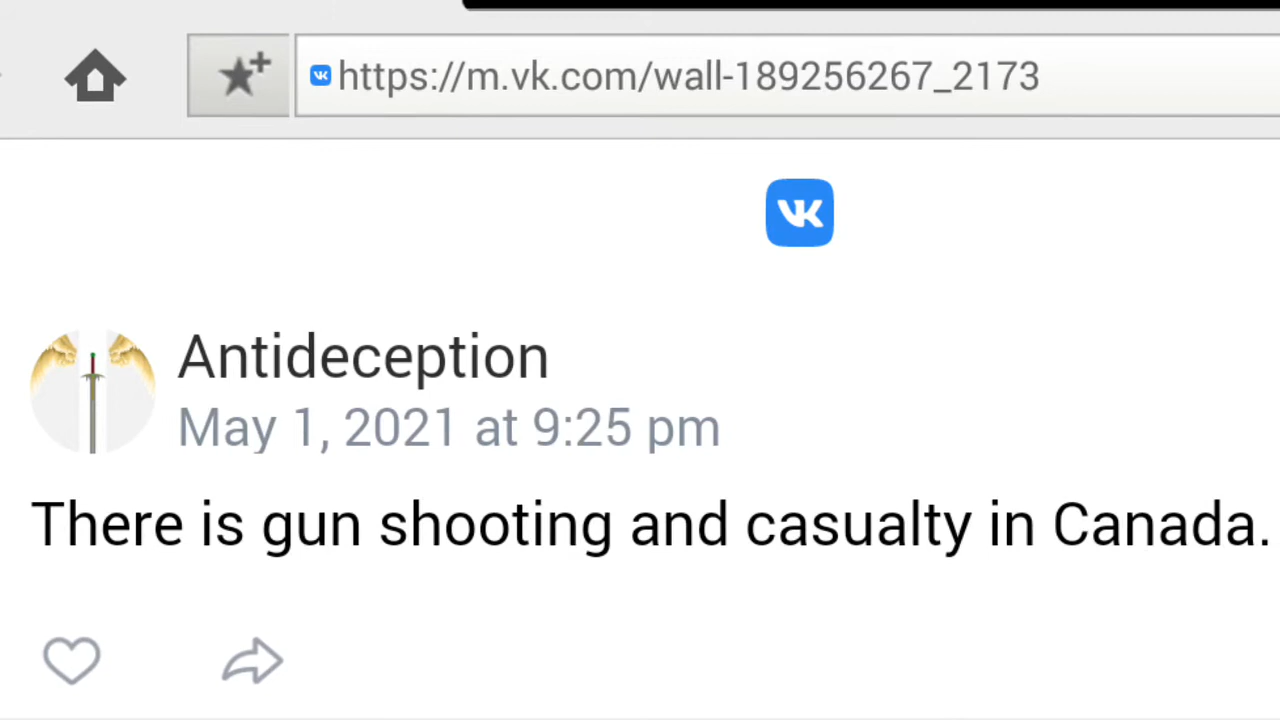 https://m.vk.com/wall-189256267_2173
Antideception
May 1, 2021 at 9:25 pm
There is gun shooting and casualty in Canada.